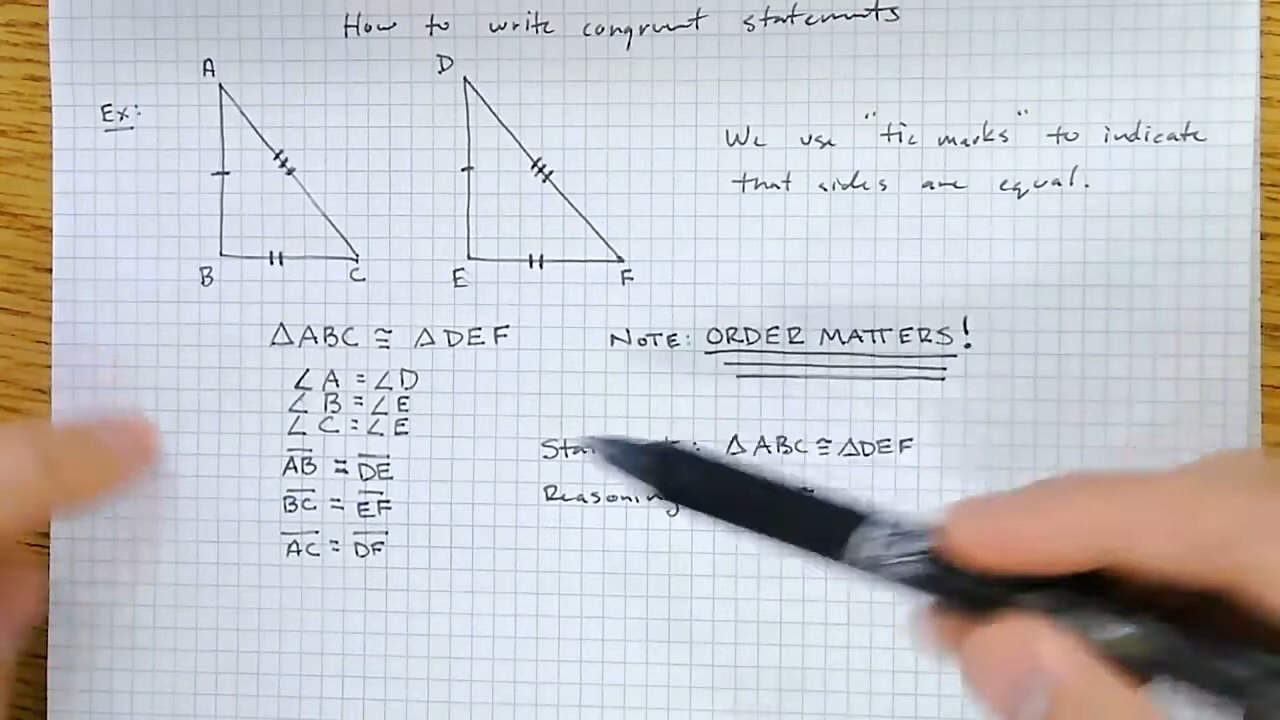 How to write congruent statements
Ex:
A
D
B
C
E
F
We use "tic marks" to indicate
that sides are equal.
△ABC ≅ △DEF
∠A = ∠D
∠B = ∠E
∠C = ∠E
AB = DE
BC = EF
AC = DF
NOTE: ORDER MATTERS!
: △ABC ≅ △DEF
Reasoning